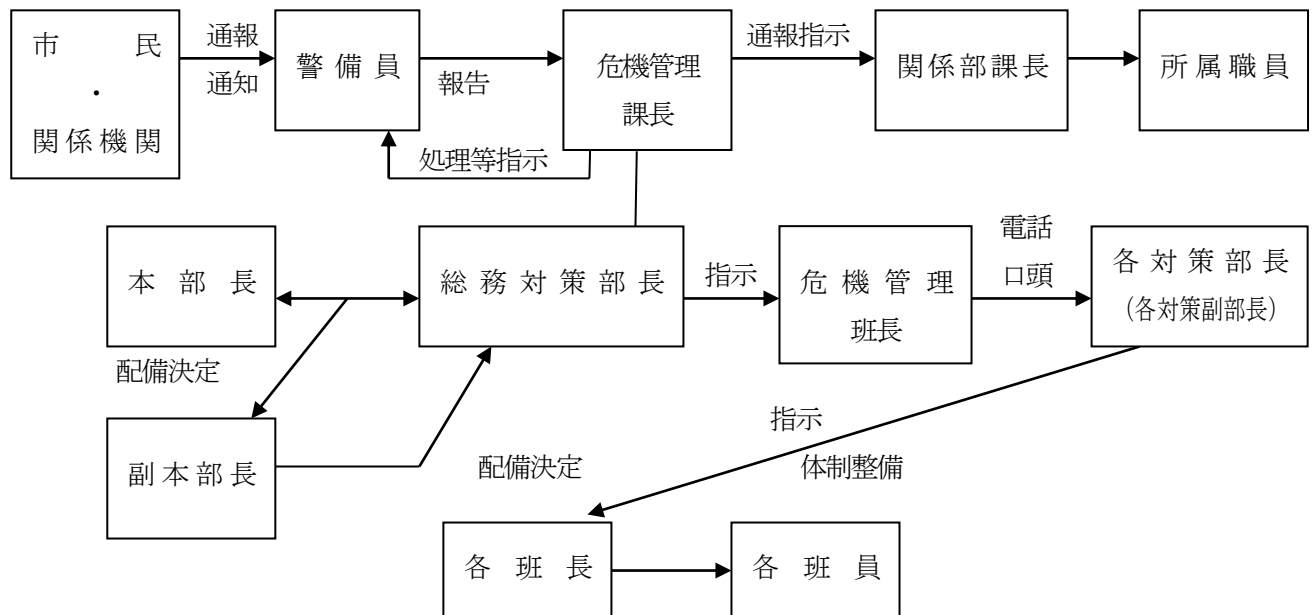 市民
・
関係機関
通報
通知
警備員
報告
危機管理
課長
通報指示
関係部課長
所属職員
処理等指示
本部長
総務対策部長
指示
危機管理
班長
電話
口頭
各対策部長
（各対策副部長）
配備決定
副本部長
配備決定
指示
体制整備
各班長
各班員